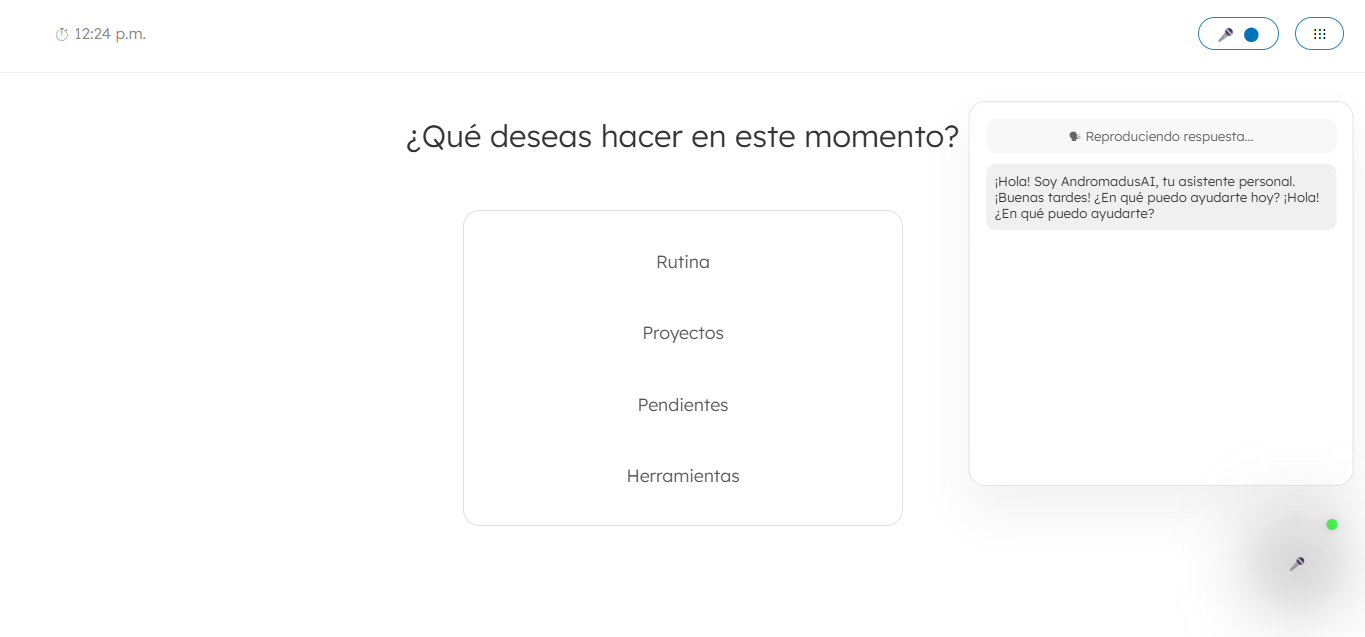 12:24 p.m.
¿Qué deseas hacer en este momento?
Rutina
Proyectos
Pendientes
Herramientas
Reproduciendo respuesta...
¡Hola! Soy AndromadusAI, tu asistente personal.
¡Buenas tardes! ¿En qué puedo ayudarte hoy? ¡Hola!
¿En qué puedo ayudarte?